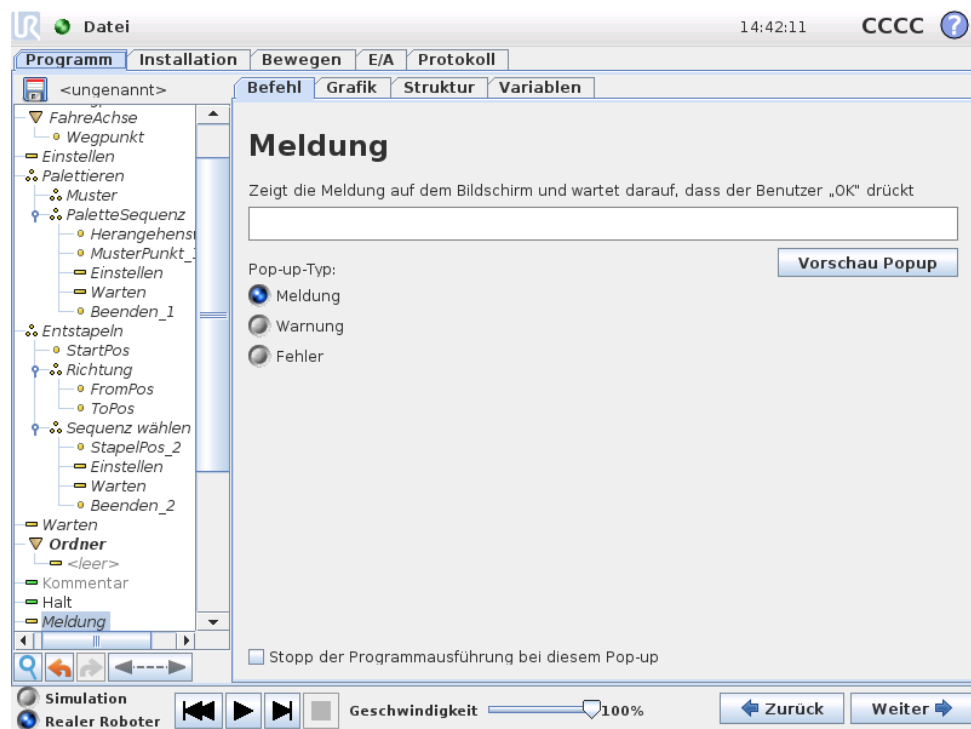 UR Datei 14:42:11 CCCC ?
Programm Installation Bewegen E/A Protokoll
<ungenannt> Befehl Grafik Struktur Variablen
FahreAchse
Wegpunkt
Einstellen
Palettieren
Muster
PaletteSequenz
Herangehens
MusterPunkt_
Einstellen
Warten
Beenden_1
Entstapeln
StartPos
Richtung
FromPos
ToPos
Sequenz wählen
StapelPos_2
Einstellen
Warten
Beenden_2
Warten
Ordner
<leer>
Kommentar
Halt
Meldung
Meldung
Zeigt die Meldung auf dem Bildschirm und wartet darauf, dass der Benutzer „OK" drückt
Vorschau Popup
Pop-up-Typ:
Meldung
Warnung
Fehler
Stopp der Programmausführung bei diesem Pop-up
Simulation
Realer Roboter
Geschwindigkeit 100%
Zurück Weiter